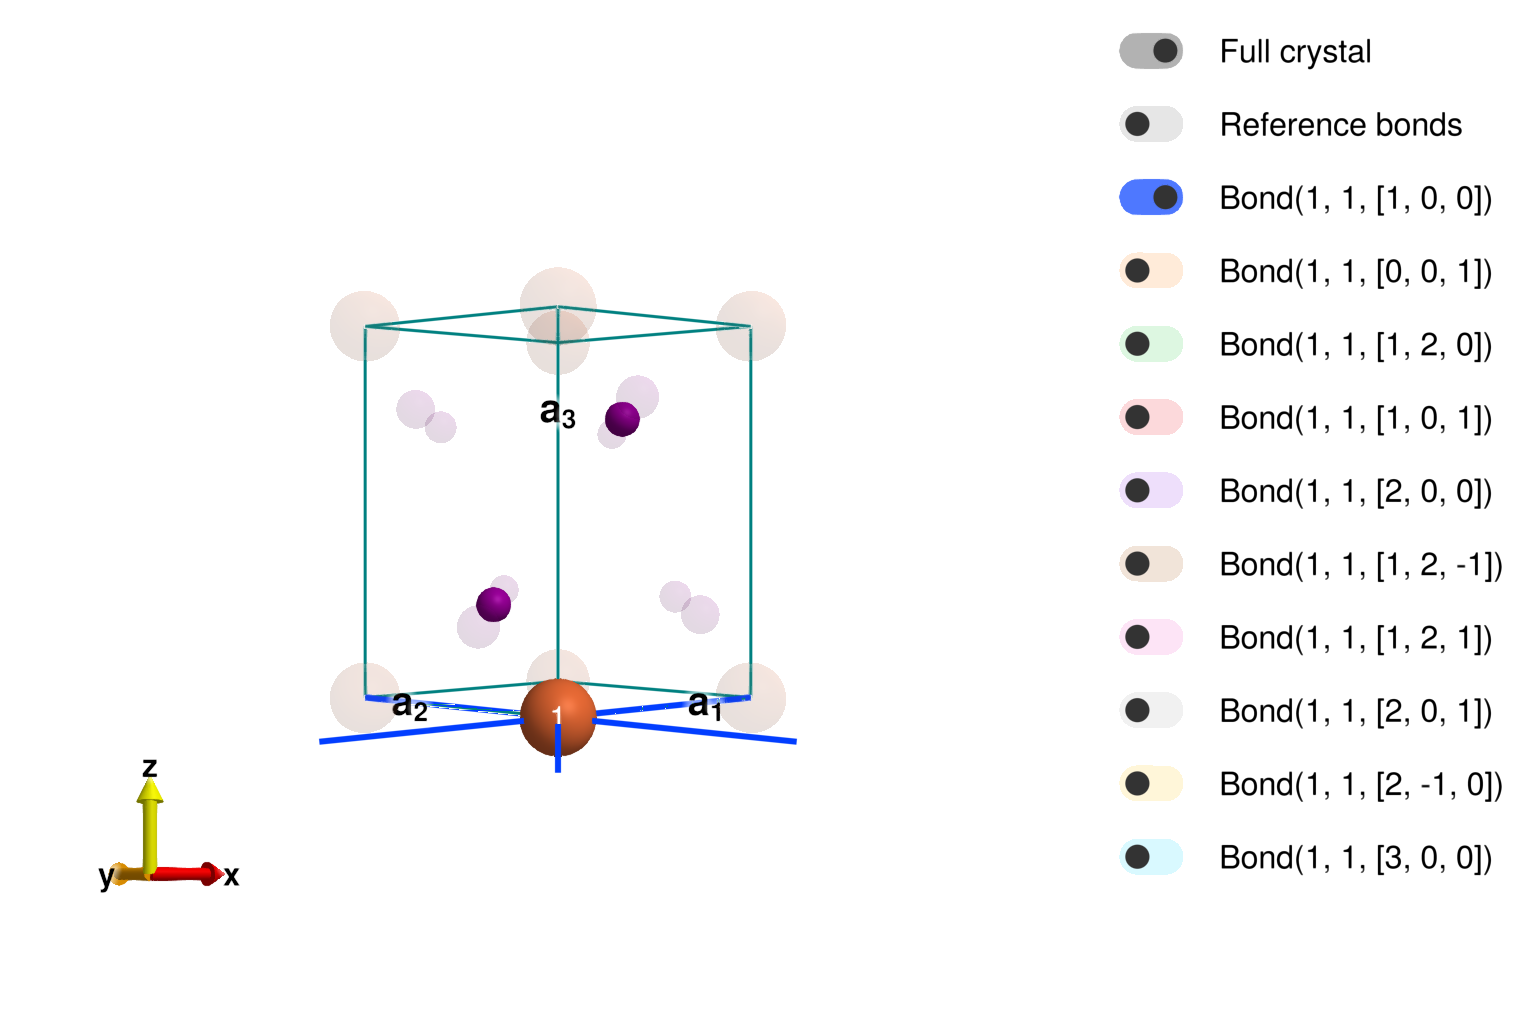 Full crystal
Reference bonds
Bond(1, 1, [1, 0, 0])
Bond(1, 1, [0, 0, 1])
Bond(1, 1, [1, 2, 0])
Bond(1, 1, [1, 0, 1])
Bond(1, 1, [2, 0, 0])
Bond(1, 1, [1, 2, -1])
Bond(1, 1, [1, 2, 1])
Bond(1, 1, [2, 0, 1])
Bond(1, 1, [2, -1, 0])
Bond(1, 1, [3, 0, 0])
a₃
a₂
1
a₁
z
y
x